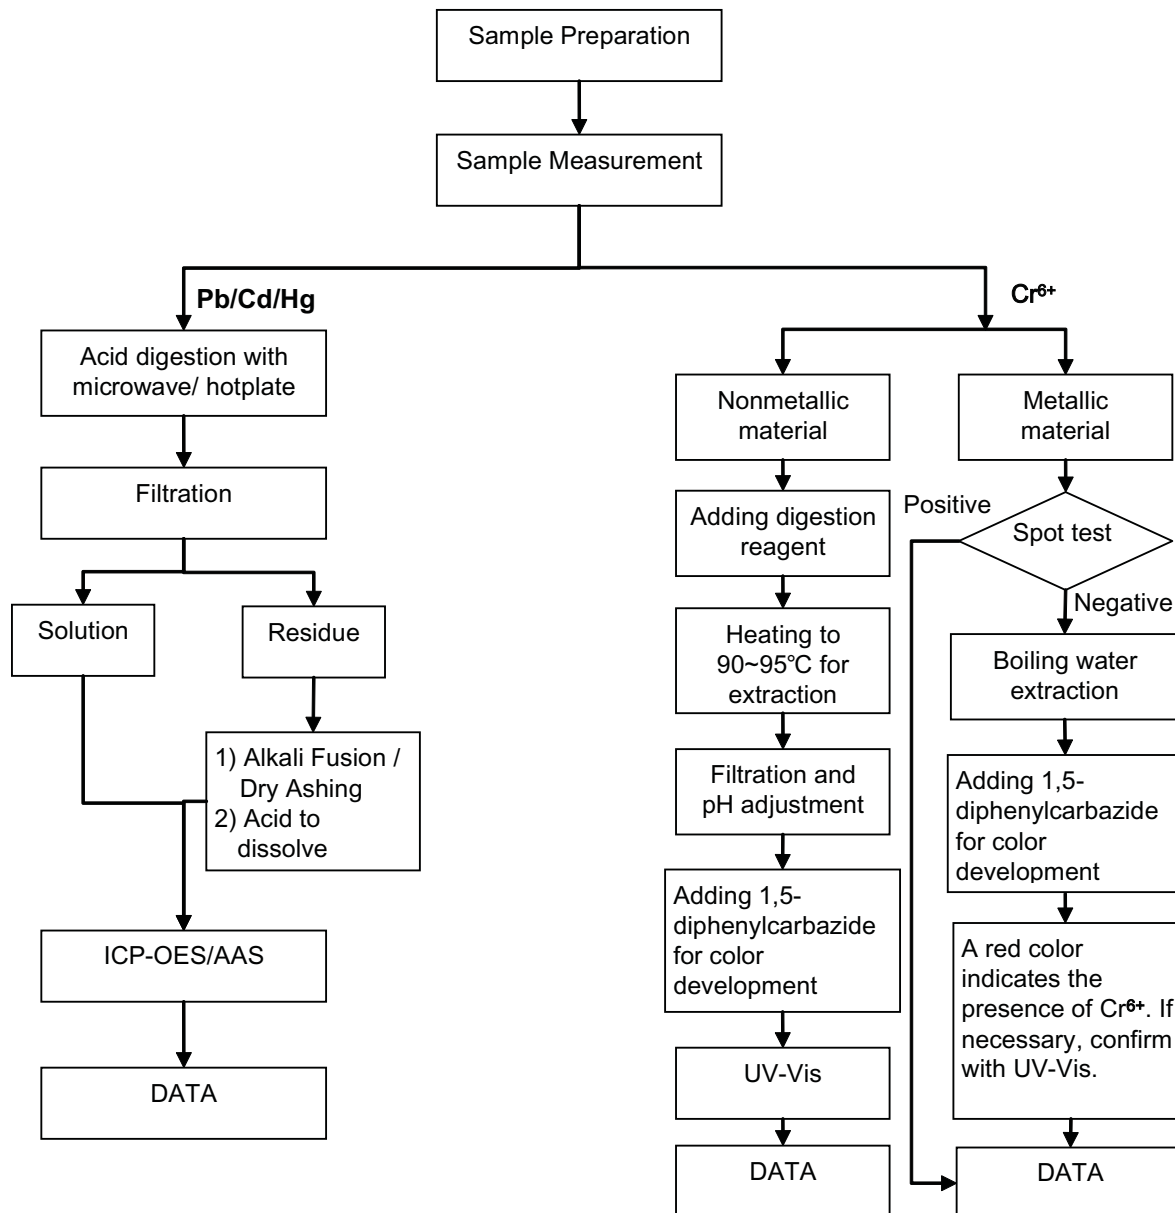 Sample Preparation
Sample Measurement
Pb/Cd/Hg
Acid digestion with
microwave/ hotplate
Filtration
Solution
Residue
1) Alkali Fusion /
Dry Ashing
2) Acid to
dissolve
ICP-OES/AAS
DATA
Cr⁶⁺
Nonmetallic
material
Adding digestion
reagent
Heating to
90~95℃ for
extraction
Filtration and
pH adjustment
Adding 1,5-
diphenylcarbazide
for color
development
UV-Vis
DATA
Metallic
material
Spot test
Positive
Negative
Boiling water
extraction
Adding 1,5-
diphenylcarbazide
for color
development
A red color
indicates the
presence of Cr⁶⁺. If
necessary, confirm
with UV-Vis.
DATA